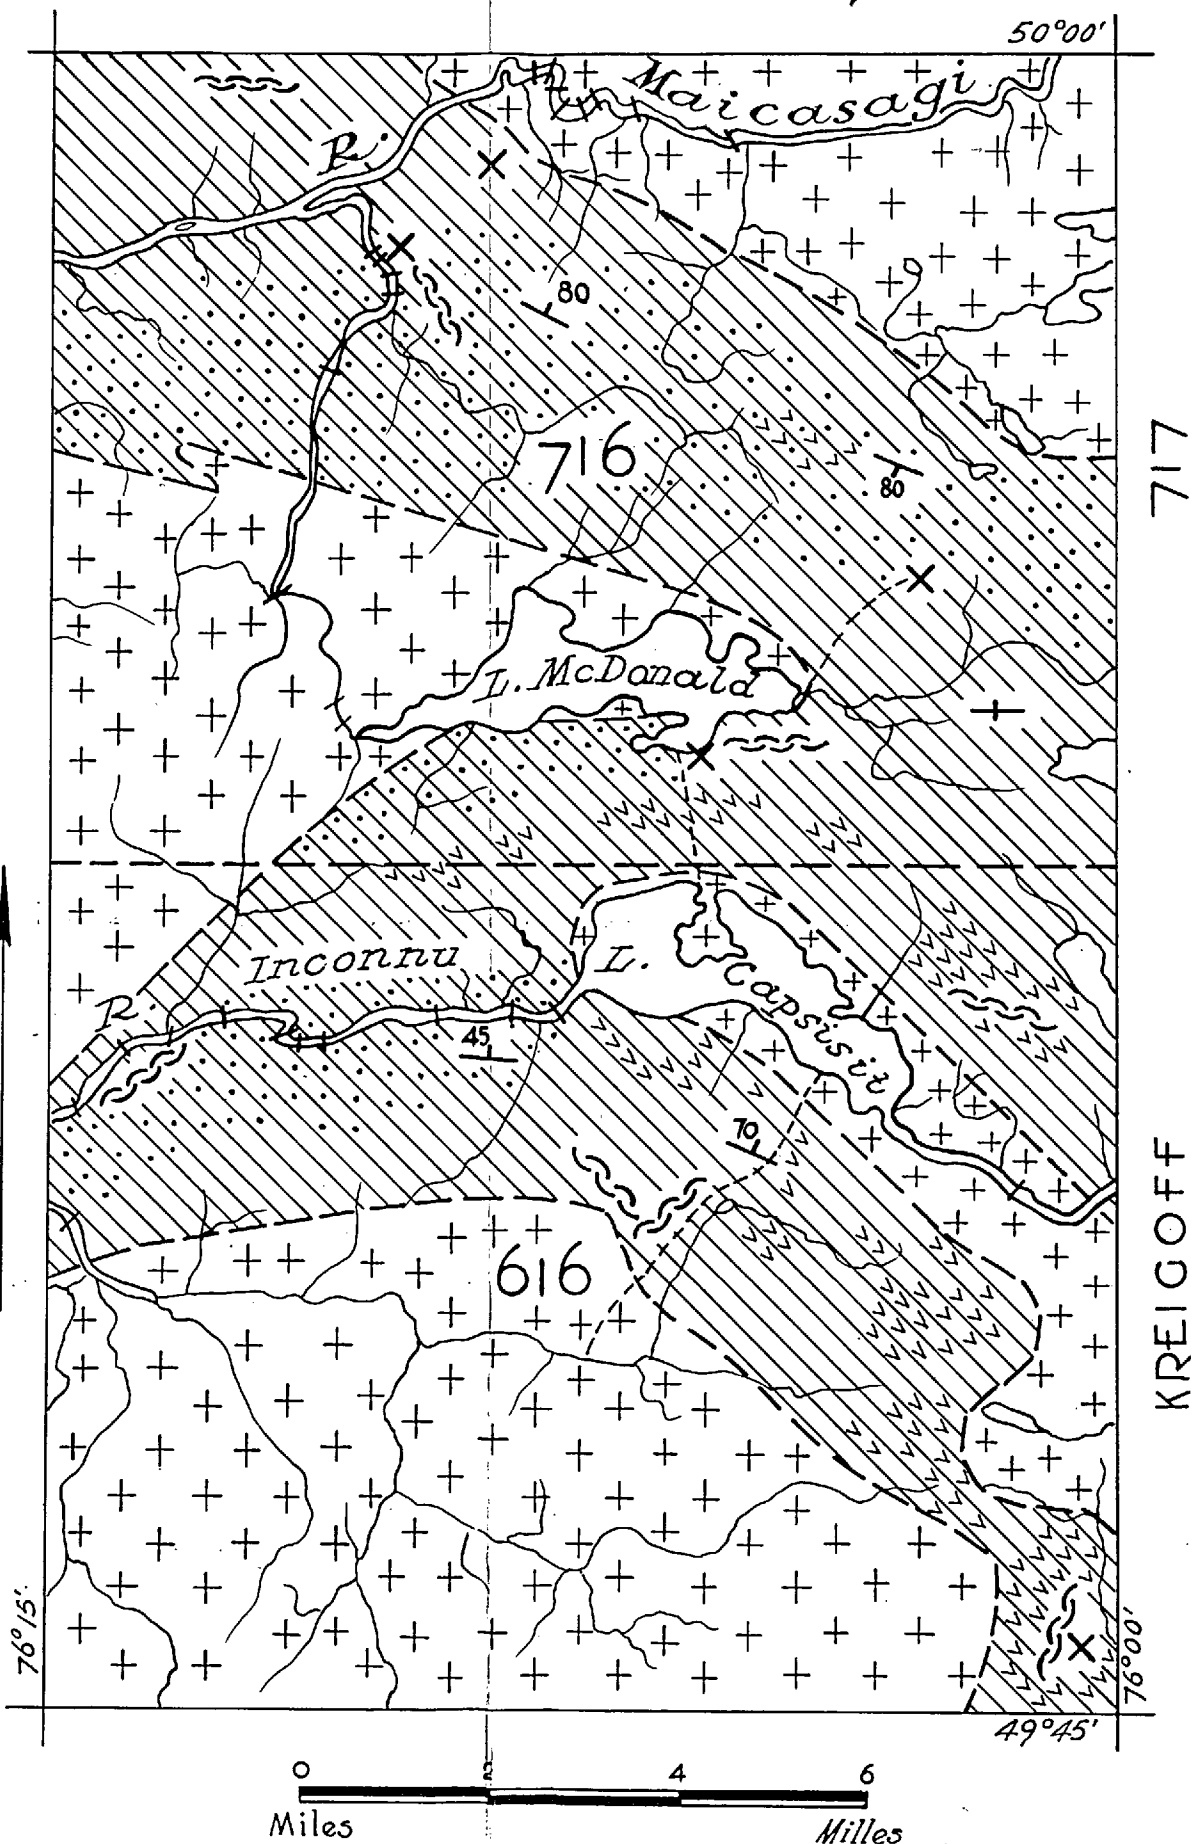 50°00'
Maicasagi
R.
80
717
716
80
L. McDonald
Inconnu
L.
Capsisit
R
45
70
616
KREIGOFF
76°15'.
76°00'
49°45'
0 2 4 6
Miles Milles